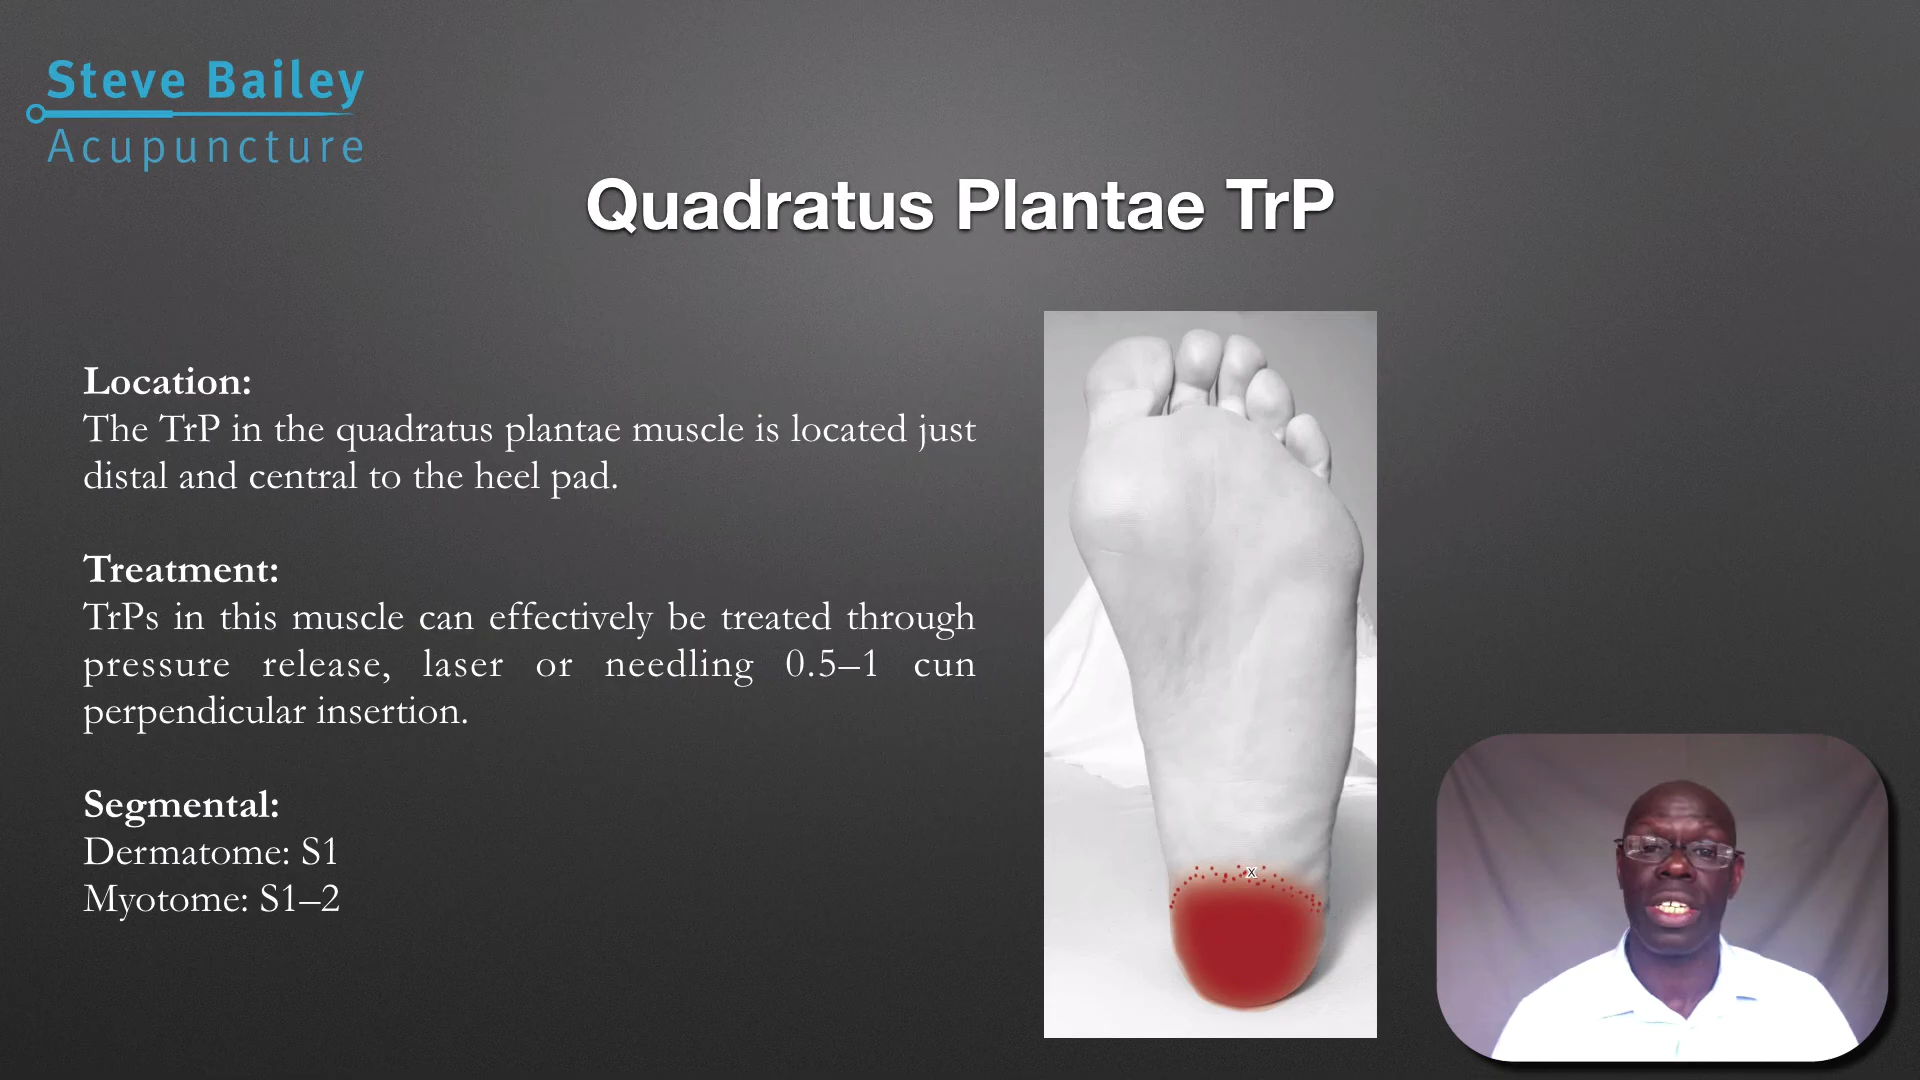 Steve Bailey
Acupuncture
Quadratus Plantae TrP
Location:
The TrP in the quadratus plantae muscle is located just
distal and central to the heel pad.
Treatment:
TrPs in this muscle can effectively be treated through
pressure release, laser or needling 0.5–1 cun
perpendicular insertion.
Segmental:
Dermatome: S1
Myotome: S1–2
X